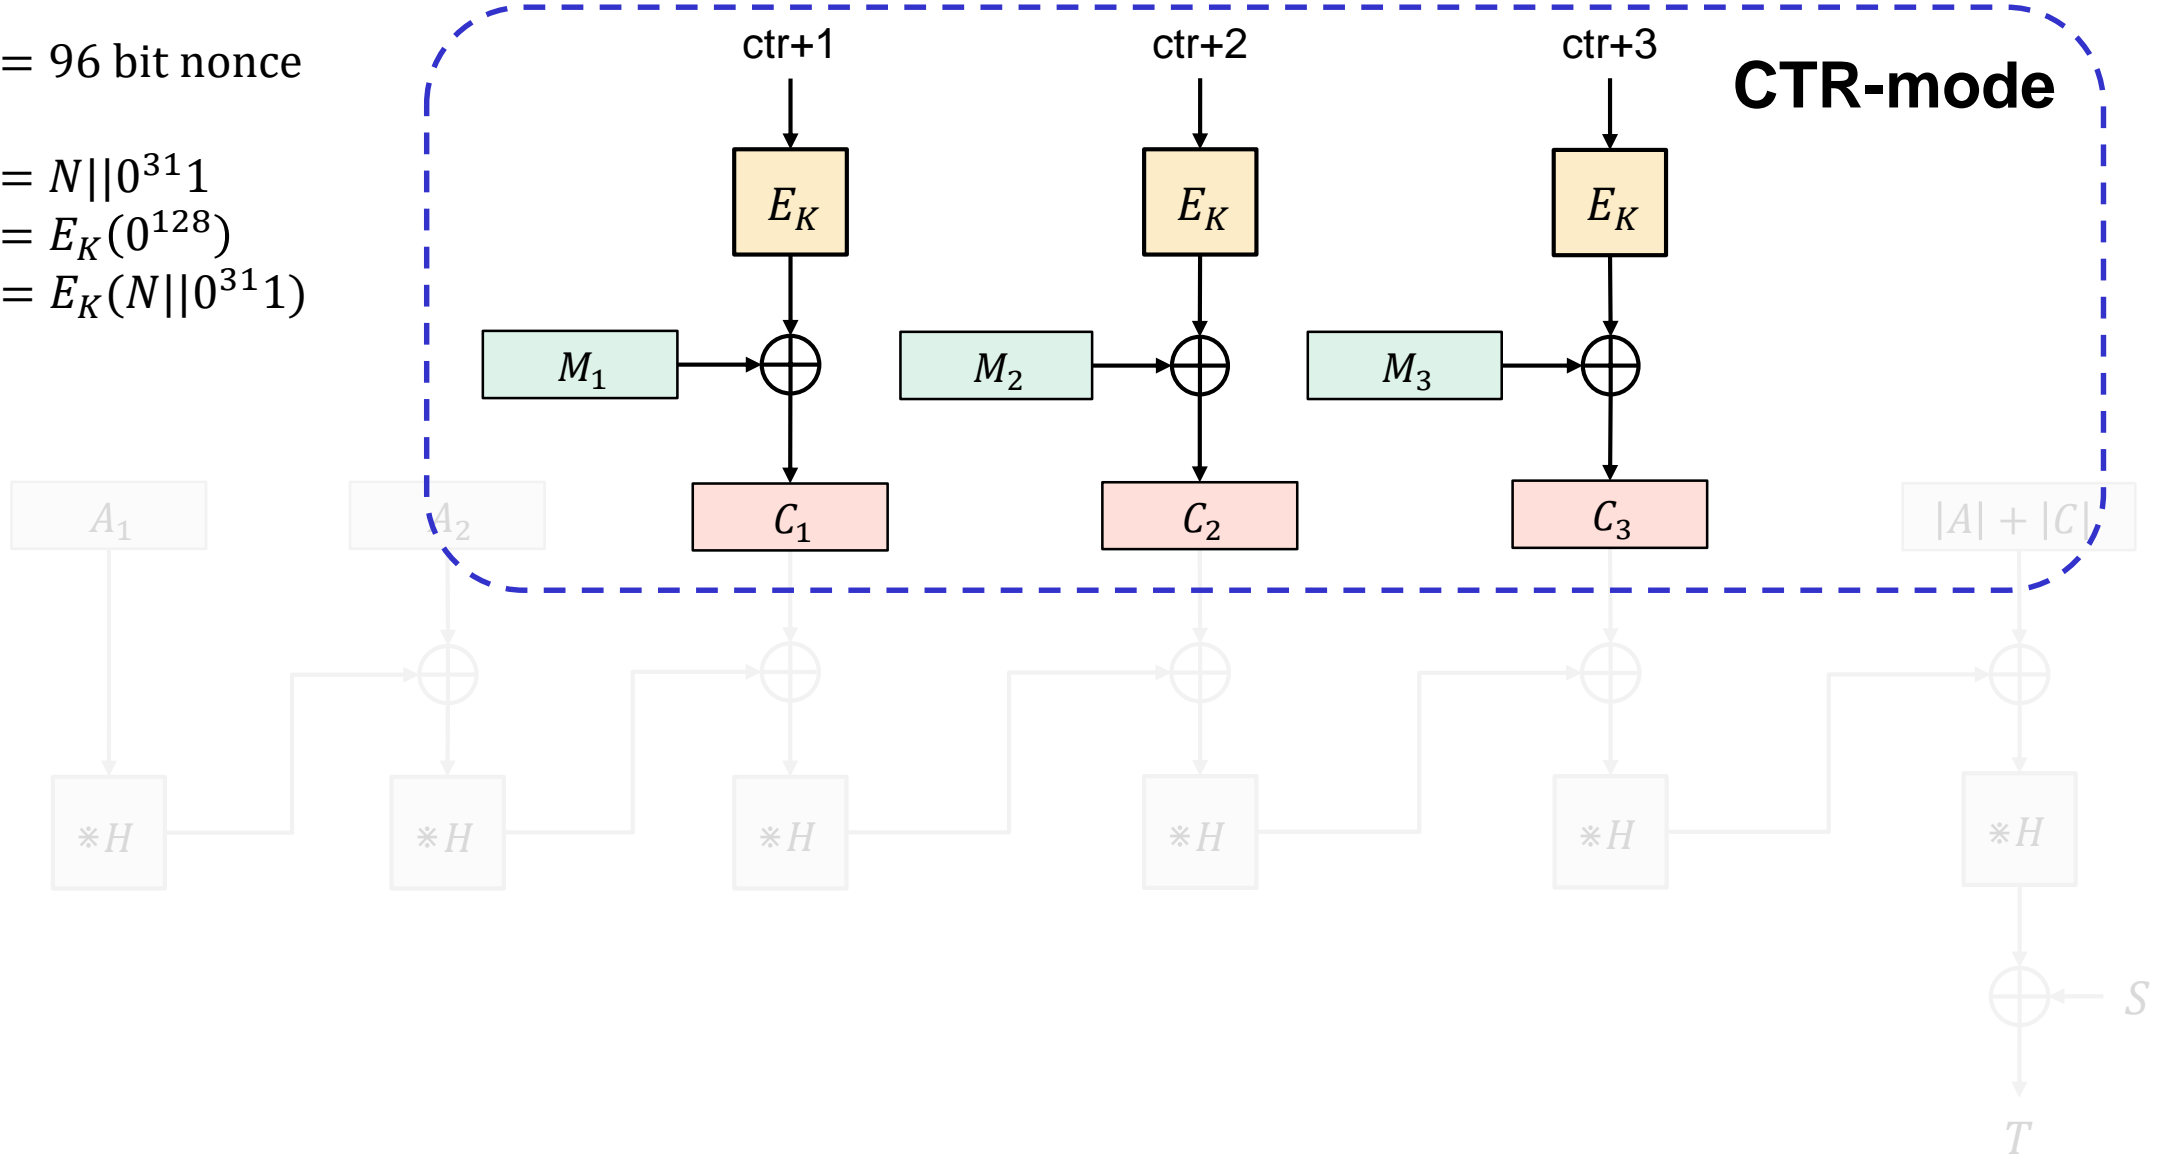 ctr+1 ctr+2 ctr+3
= 96 bit nonce
CTR-mode
= N||0³¹1
= E_K(0¹²⁸)
= E_K(N||0³¹1)
E_K E_K E_K
M₁ M₂ M₃
A₁ A₂ C₁ C₂ C₃ |A| + |C|
⋇H ⋇H ⋇H ⋇H ⋇H ⋇H
S
T